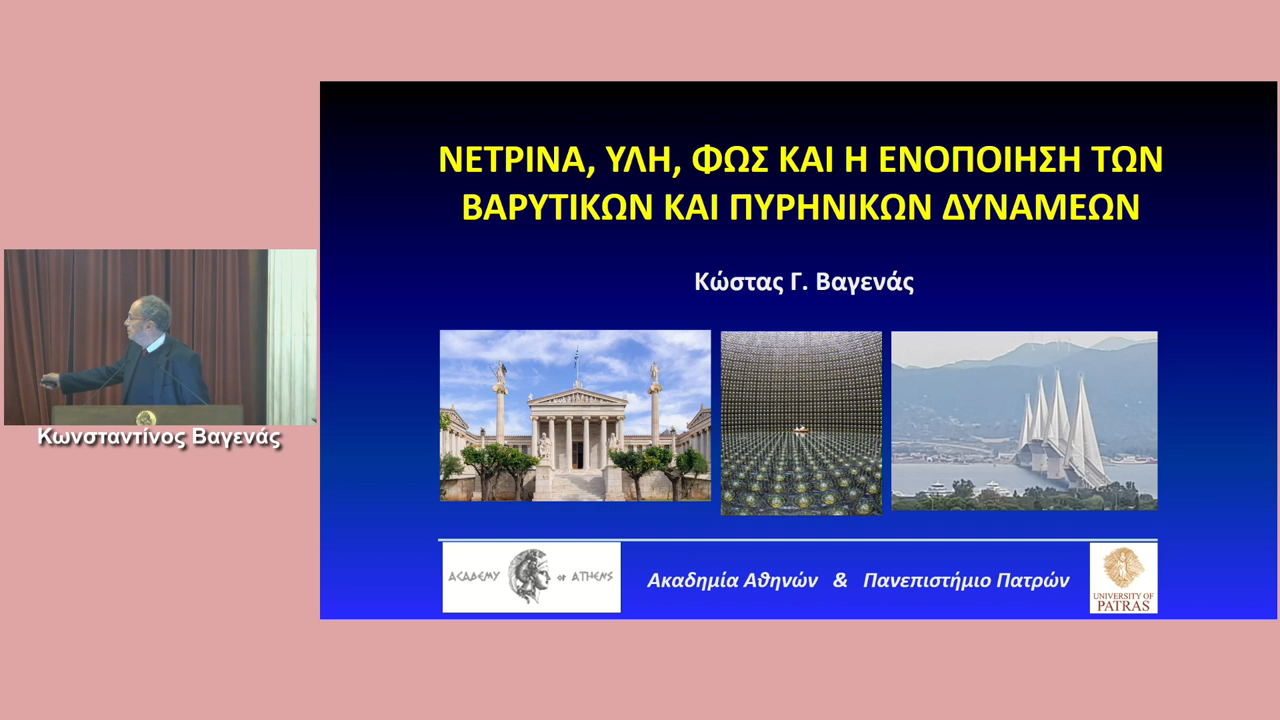 ΝΕΤΡΙΝΑ, ΥΛΗ, ΦΩΣ ΚΑΙ Η ΕΝΟΠΟΙΗΣΗ ΤΩΝ
ΒΑΡΥΤΙΚΩΝ ΚΑΙ ΠΥΡΗΝΙΚΩΝ ΔΥΝΑΜΕΩΝ
Κώστας Γ. Βαγενάς
Κωνσταντίνος Βαγενάς
ACADEMY OF ATHENS
Ακαδημία Αθηνών & Πανεπιστήμιο Πατρών
UNIVERSITY OF
PATRAS